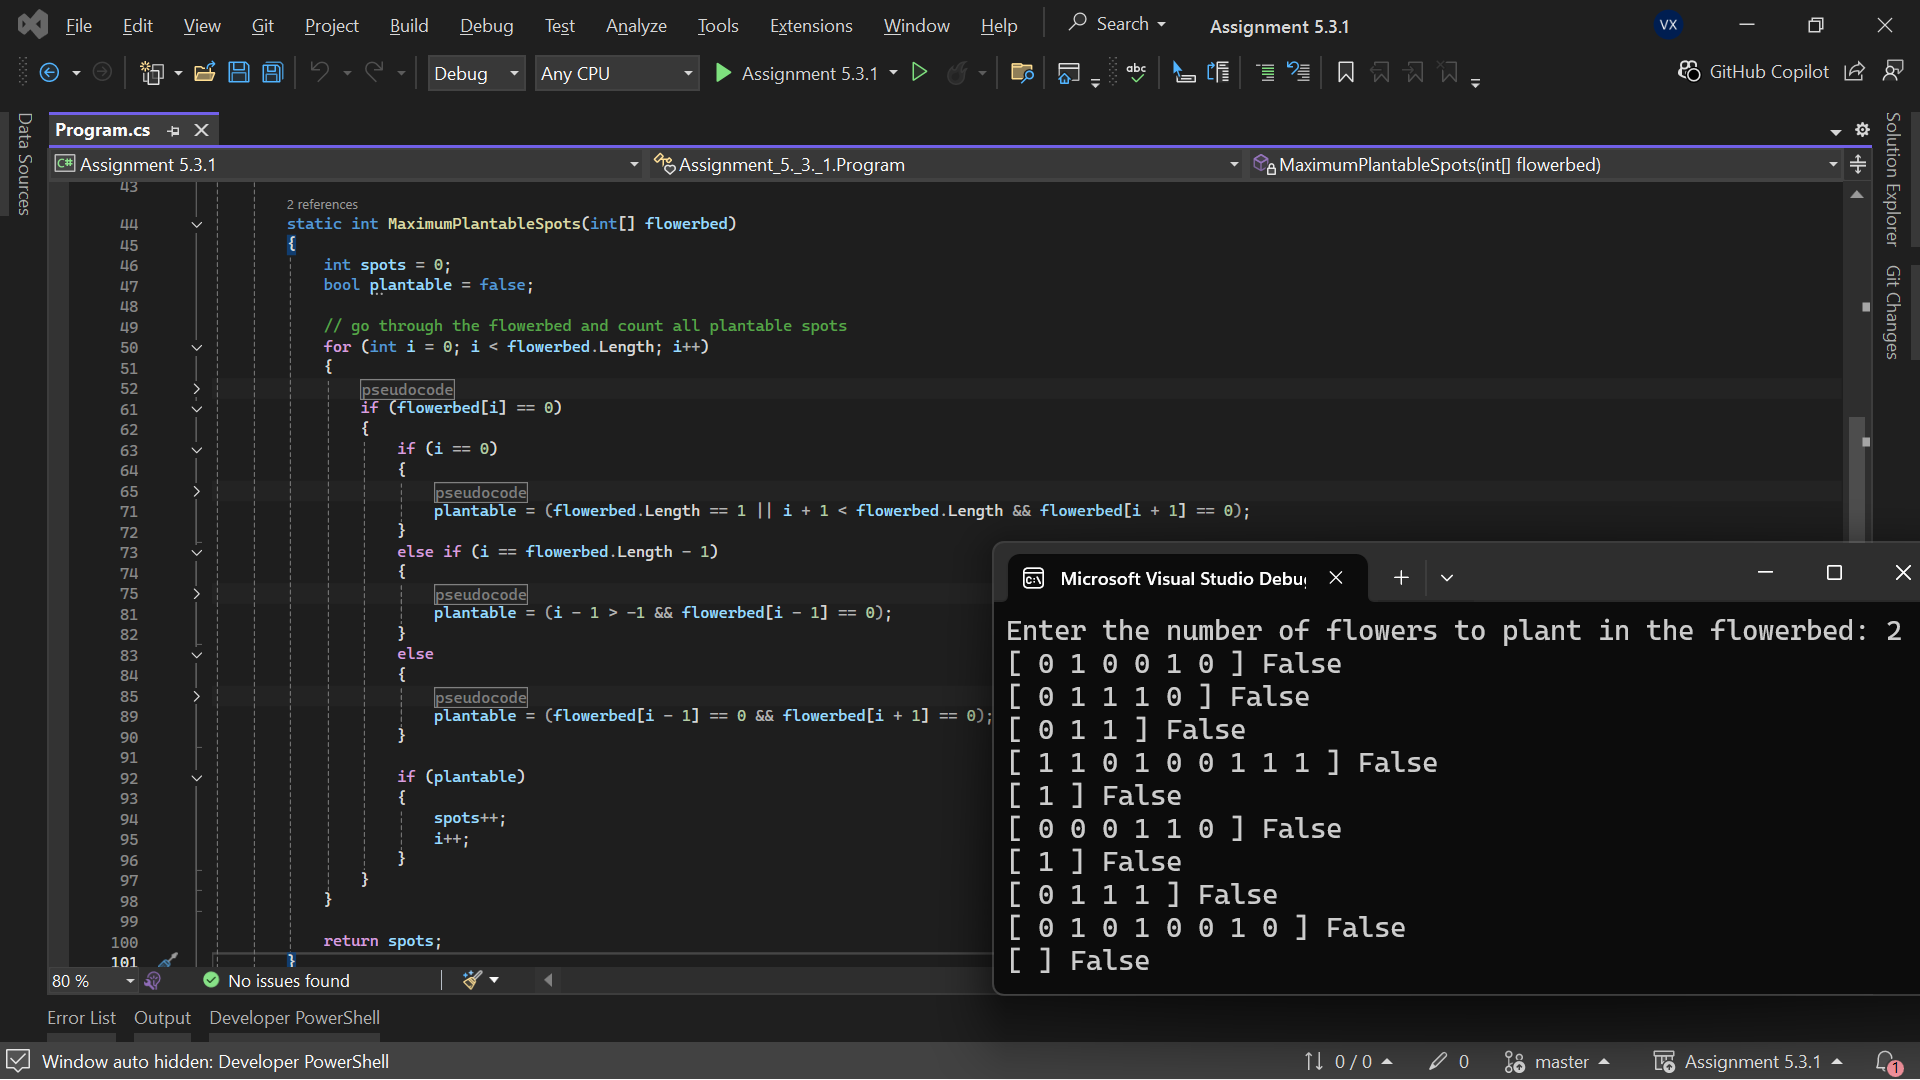 File Edit View Git Project Build Debug Test Analyze Tools Extensions Window Help Search Assignment 5.3.1 VX
Debug Any CPU Assignment 5.3.1 abc GitHub Copilot
Data Sources
Program.cs
C# Assignment 5.3.1 Assignment_5._3._1.Program MaximumPlantableSpots(int[] flowerbed)
Solution Explorer
Git Changes
43
2 references
44 static int MaximumPlantableSpots(int[] flowerbed)
45 {
46 int spots = 0;
47 bool plantable = false;
48
49 // go through the flowerbed and count all plantable spots
50 for (int i = 0; i < flowerbed.Length; i++)
51 {
52 pseudocode
61 if (flowerbed[i] == 0)
62 {
63 if (i == 0)
64 {
65 pseudocode
71 plantable = (flowerbed.Length == 1 || i + 1 < flowerbed.Length && flowerbed[i + 1] == 0);
72 }
73 else if (i == flowerbed.Length - 1)
74 {
75 pseudocode
81 plantable = (i - 1 > -1 && flowerbed[i - 1] == 0);
82 }
83 else
84 {
85 pseudocode
89 plantable = (flowerbed[i - 1] == 0 && flowerbed[i + 1] == 0);
90 }
91
92 if (plantable)
93 {
94 spots++;
95 i++;
96 }
97 }
98 }
99
100 return spots;
101 }
80 % No issues found
Microsoft Visual Studio Debu
Enter the number of flowers to plant in the flowerbed: 2
[ 0 1 0 0 1 0 ] False
[ 0 1 1 1 0 ] False
[ 0 1 1 ] False
[ 1 1 0 1 0 0 1 1 1 ] False
[ 1 ] False
[ 0 0 0 1 1 0 ] False
[ 1 ] False
[ 0 1 1 1 ] False
[ 0 1 0 1 0 0 1 0 ] False
[ ] False
Error List Output Developer PowerShell
Window auto hidden: Developer PowerShell 0 / 0 0 master Assignment 5.3.1 1